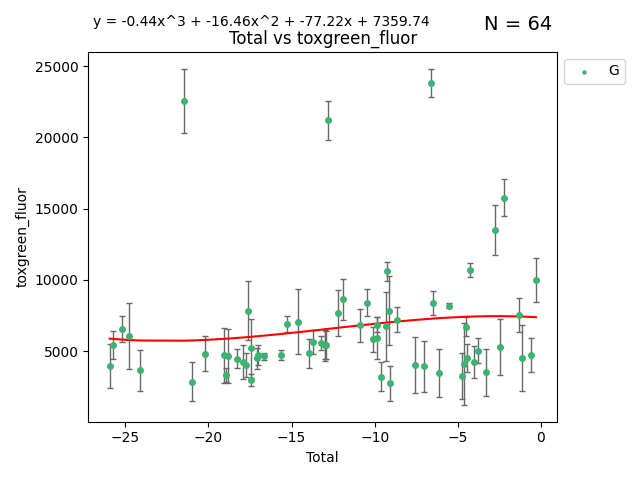 y = -0.44x^3 + -16.46x^2 + -77.22x + 7359.74
N = 64
Total vs toxgreen_fluor
G
25000
20000
15000
10000
5000
toxgreen_fluor
−25
−20
−15
−10
−5
0
Total